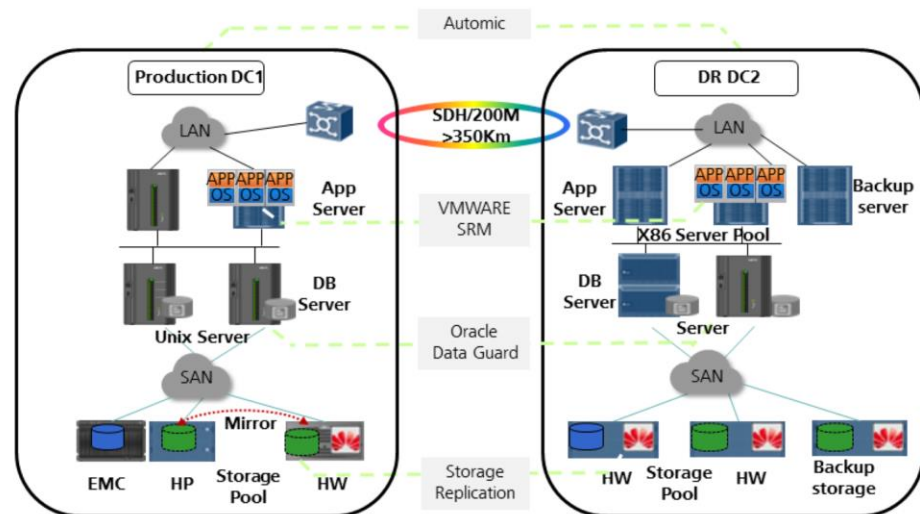 Automic
Production DC1
DR DC2
LAN
SDH/200M
>350Km
LAN
APP APP APP
OS OS OS
App
Server
VMWARE
SRM
App
Server
APP APP APP
OS OS OS
Backup
server
X86 Server Pool
DB
Server
Unix Server
Oracle
Data Guard
DB
Server
Server
SAN
SAN
Mirror
EMC
HP
Storage
Pool
HW
Storage
Replication
HW
Storage
Pool
HW
Backup
storage